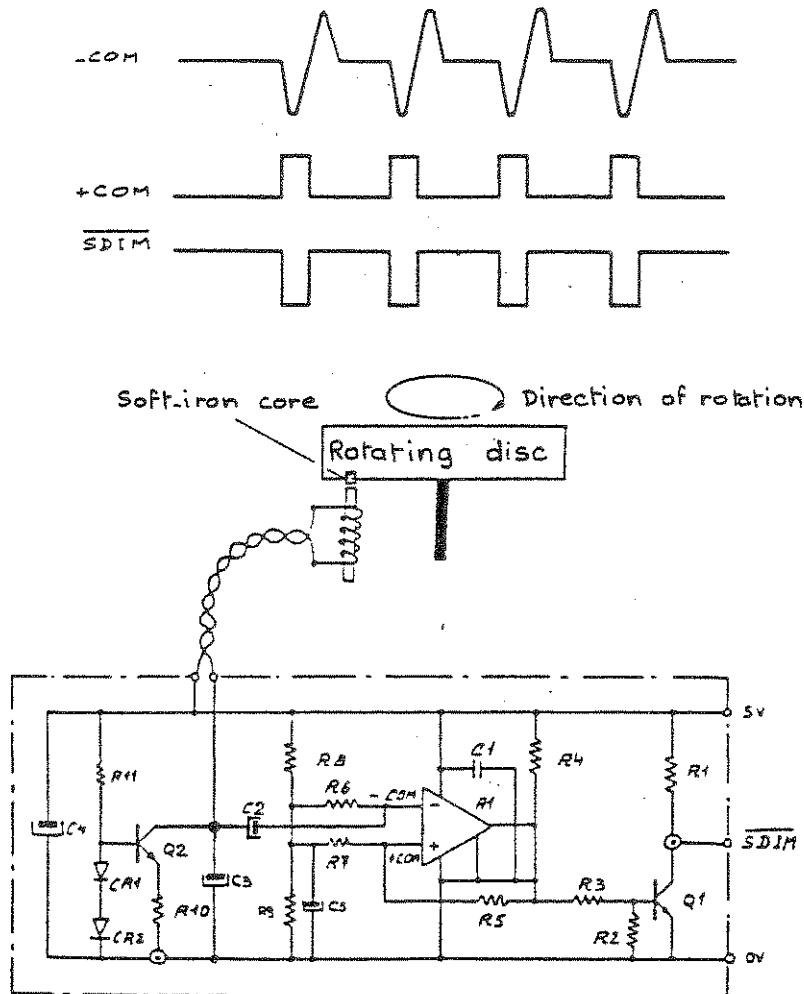 -COM
+COM
SDIM
Soft-iron core
Direction of rotation
Rotating disc
5V
R11
R8
R6
-COM
C1
R4
R1
A1
C4
Q2
C2
SDIM
CR1
C3
R7
+COM
R10
R9
C5
R5
R3
Q1
CR2
R2
0V